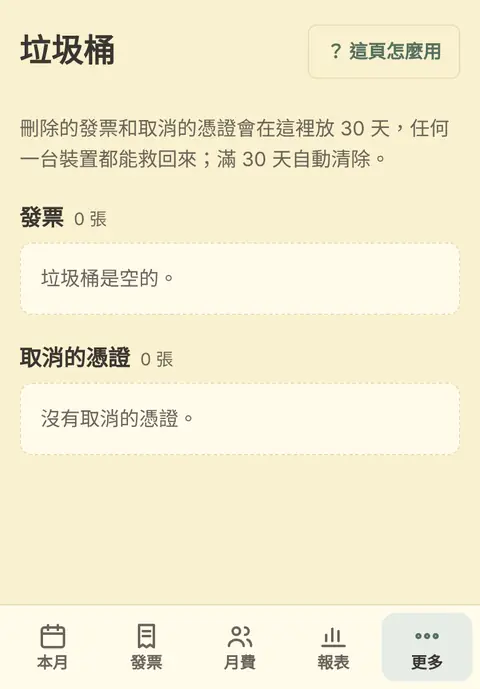 垃圾桶
? 這頁怎麼用
刪除的發票和取消的憑證會在這裡放 30 天，任何
一台裝置都能救回來；滿 30 天自動清除。
發票 0 張
垃圾桶是空的。
取消的憑證 0 張
沒有取消的憑證。
本月 發票 月費 報表 更多